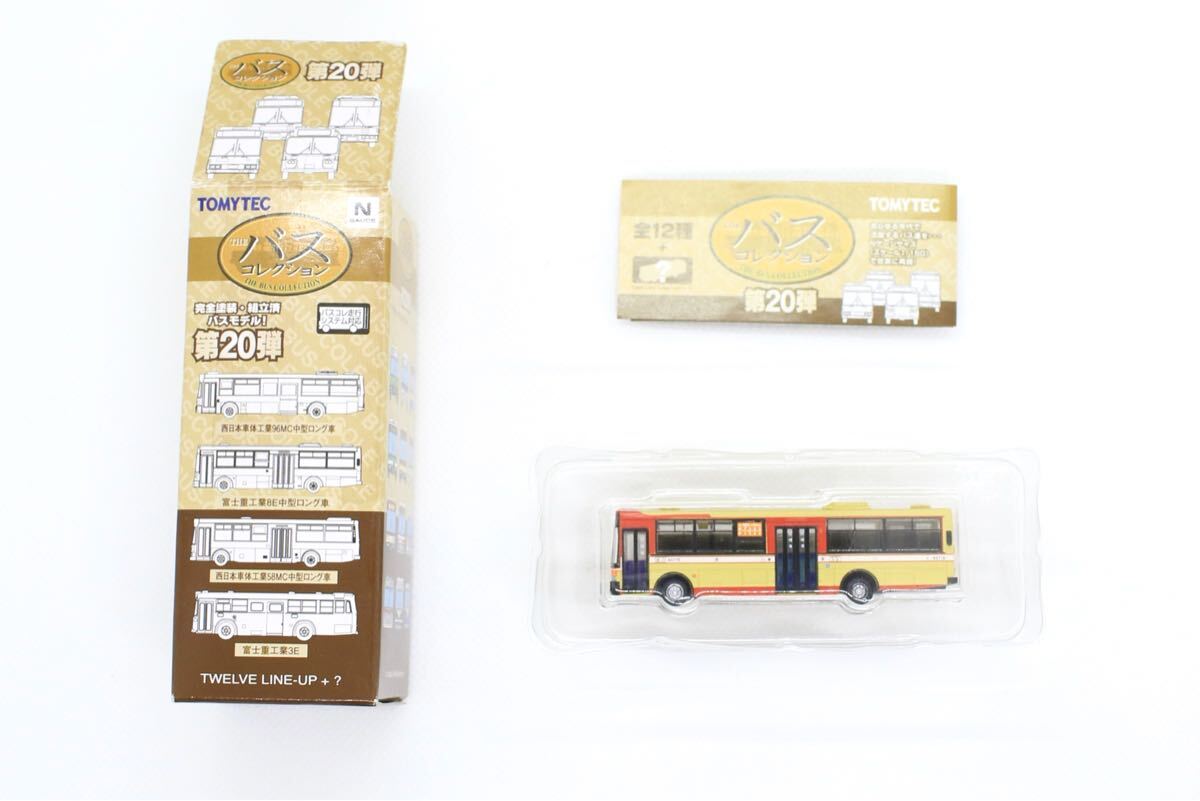 THE
バス
コレクション
第20弾
TOMYTEC
N
GAUGE
THE
バス
コレクション
THE BUS COLLECTION
完全塗装・組立済
バスモデル!
バスコレ走行
システム対応
第20弾
西日本車体工業96MC中型ロング車
富士重工業8E中型ロング車
西日本車体工業58MC中型ロング車
富士重工業3E
TWELVE LINE-UP + ?
全12種
+
?
THE
バス
コレクション
THE BUS COLLECTION
第20弾
TOMYTEC